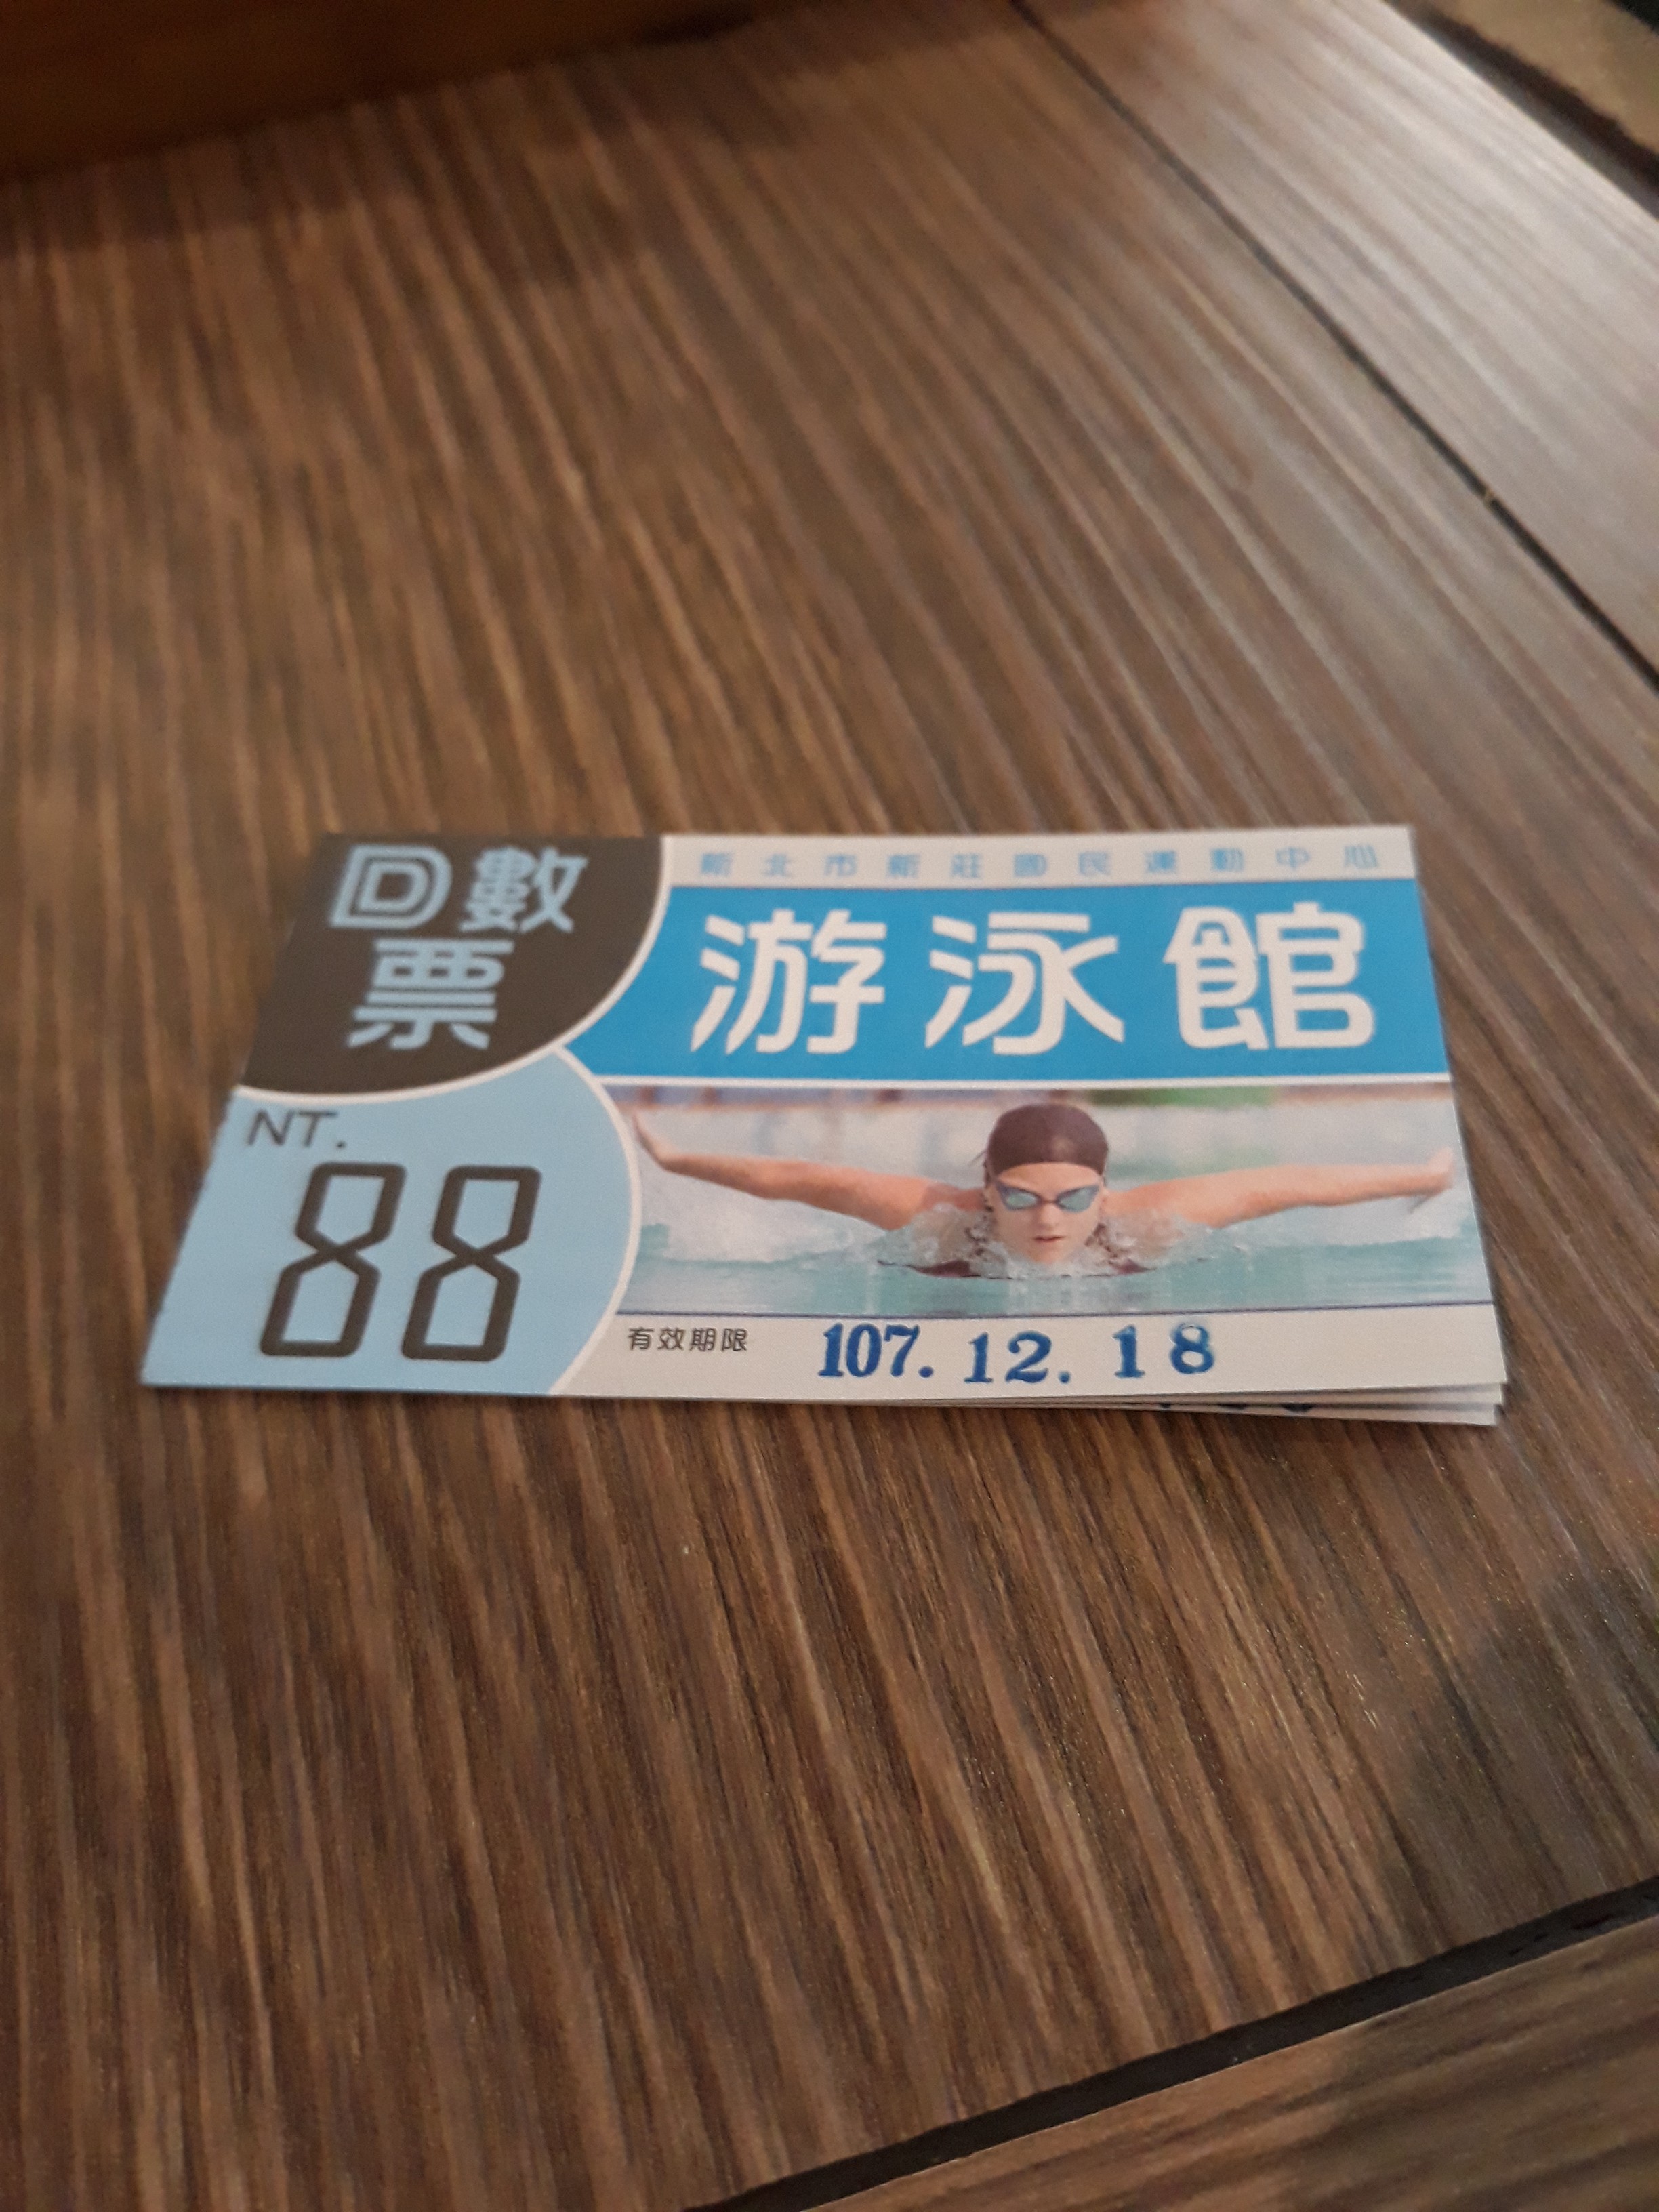 回數
票
新北市新莊國民運動中心
游泳館
NT.
88
有效期限 107.12.18